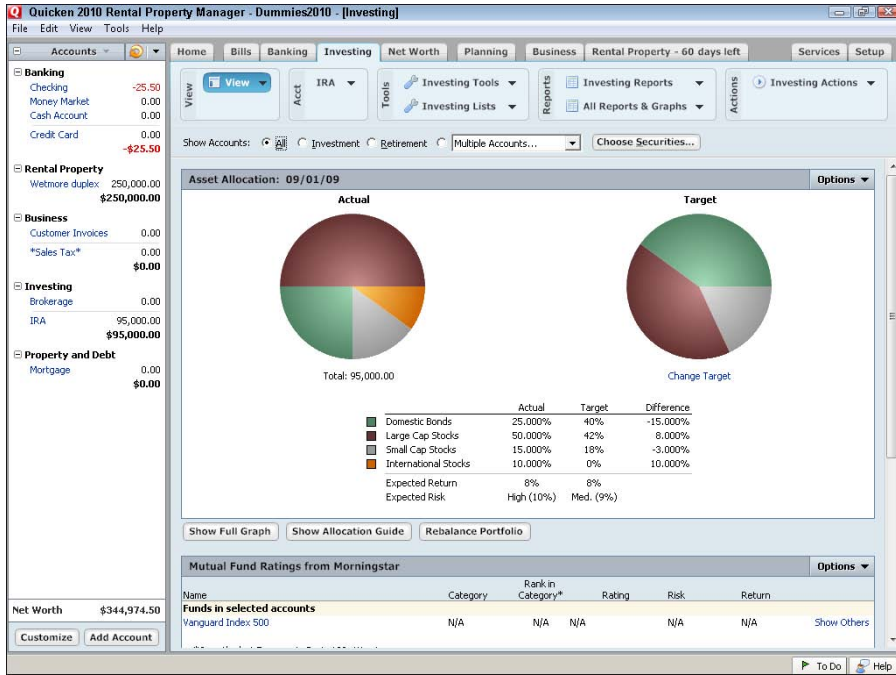 Quicken 2010 Rental Property Manager - Dummies2010 - [Investing]
File Edit View Tools Help
Accounts
Home Bills Banking Investing Net Worth Planning Business Rental Property - 60 days left Services Setup
Banking
Checking -25.50
Money Market 0.00
Cash Account 0.00
Credit Card 0.00
-$25.50
Rental Property
Wetmore duplex 250,000.00
$250,000.00
Business
Customer Invoices 0.00
*Sales Tax* 0.00
$0.00
Investing
Brokerage 0.00
IRA 95,000.00
$95,000.00
Property and Debt
Mortgage 0.00
$0.00
Net Worth $344,974.50
Customize Add Account
View
View
Acct
IRA
Tools
Investing Tools
Investing Lists
Reports
Investing Reports
All Reports & Graphs
Actions
Investing Actions
Show Accounts: All Investment Retirement Multiple Accounts... Choose Securities...
Asset Allocation: 09/01/09 Options
Actual Target
Total: 95,000.00 Change Target
Actual Target Difference
Domestic Bonds 25.000% 40% -15.000%
Large Cap Stocks 50.000% 42% 8.000%
Small Cap Stocks 15.000% 18% -3.000%
International Stocks 10.000% 0% 10.000%
Expected Return 8% 8%
Expected Risk High (10%) Med. (9%)
Show Full Graph Show Allocation Guide Rebalance Portfolio
Mutual Fund Ratings from Morningstar Options
Name Category Rank in Category* Rating Risk Return
Funds in selected accounts
Vanguard Index 500 N/A N/A N/A N/A N/A Show Others
To Do Help